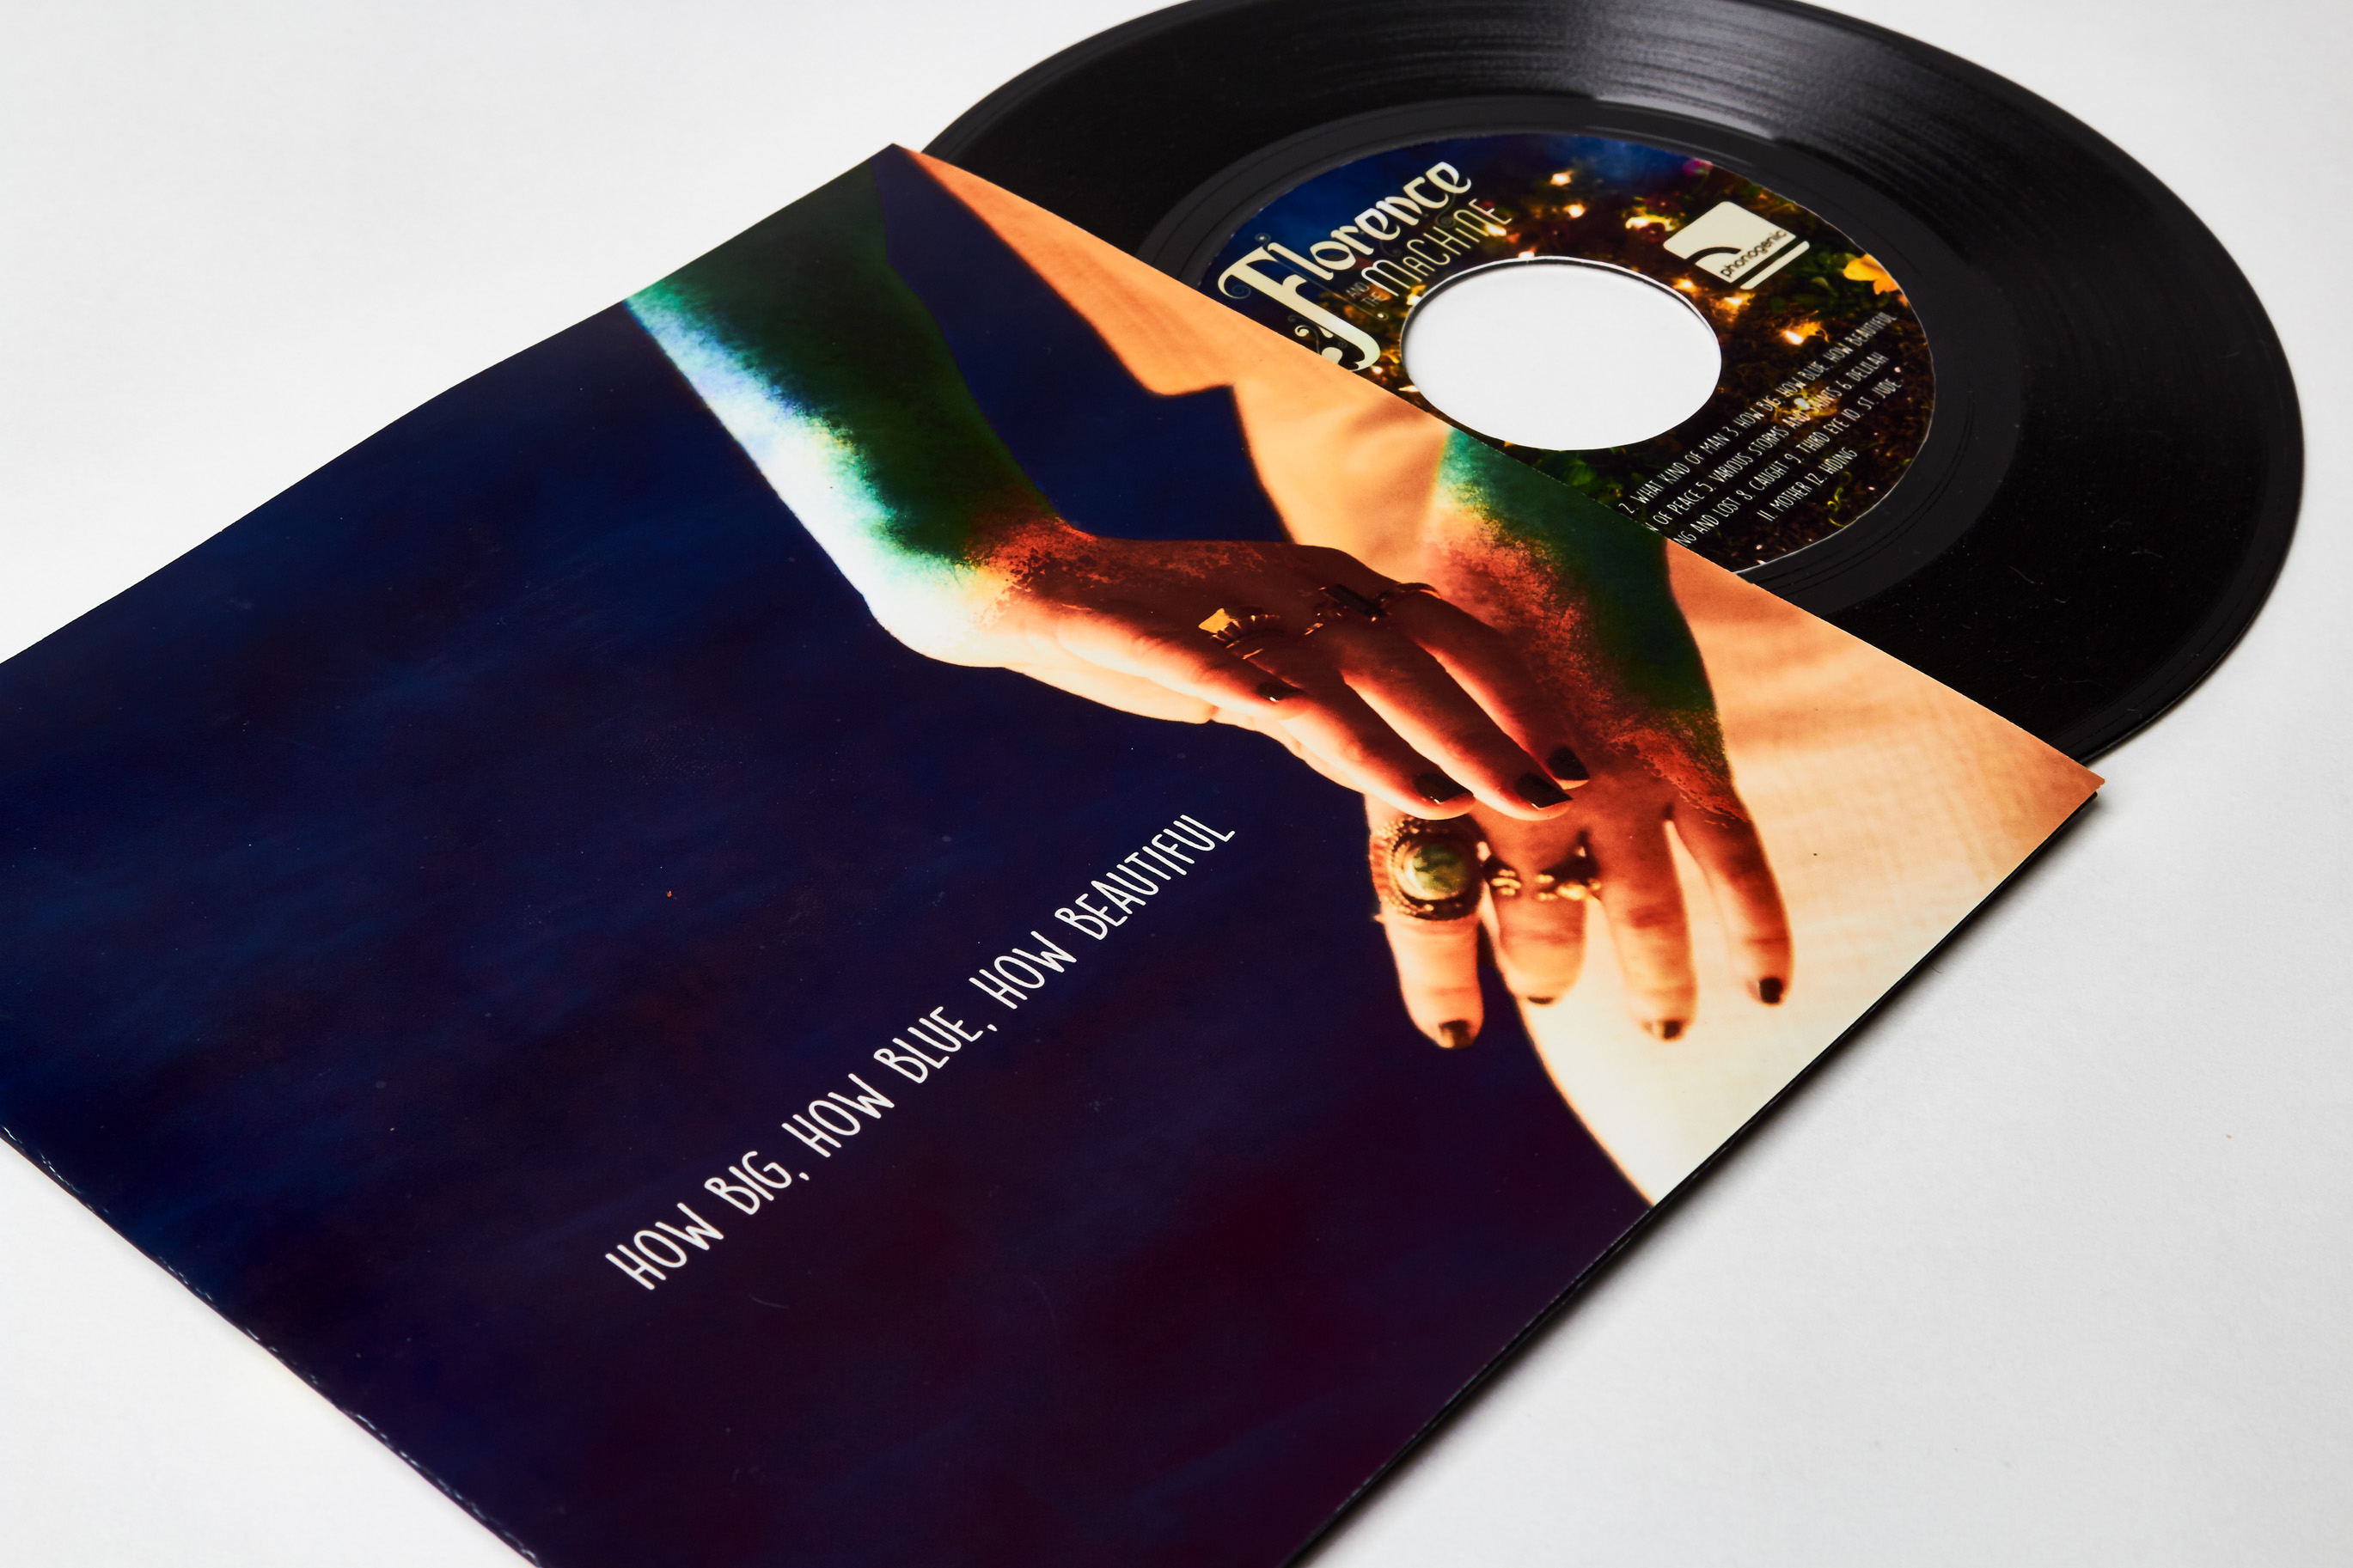 Florence
AND THE MACHINE
phonogenic
2. WHAT KIND OF MAN 3. HOW BIG HOW BLUE HOW BEAUTIFUL
OF PEACE 5. VARIOUS STORMS AND SAINTS 6. DELILAH
AND LOST 8. CAUGHT 9. THIRD EYE 10. ST. JUDE
11. MOTHER 12. HIDING
HOW BIG, HOW BLUE, HOW BEAUTIFUL